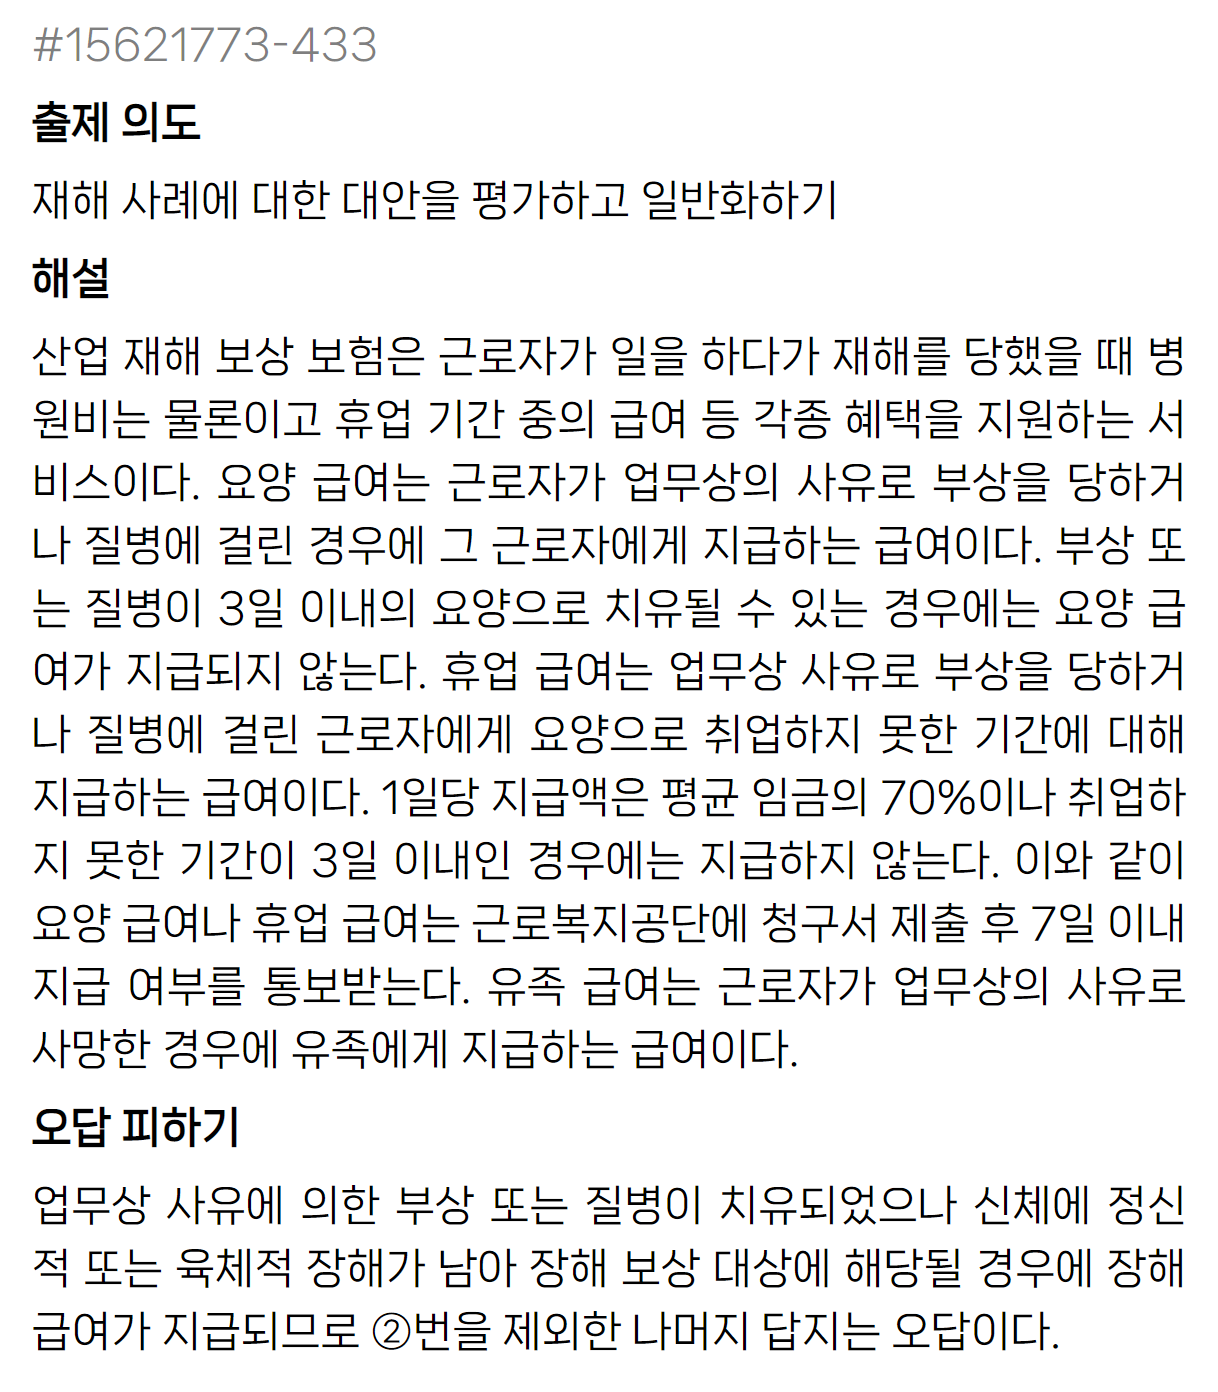 #15621773-433
출제 의도
재해 사례에 대한 대안을 평가하고 일반화하기
해설
산업 재해 보상 보험은 근로자가 일을 하다가 재해를 당했을 때 병
원비는 물론이고 휴업 기간 중의 급여 등 각종 혜택을 지원하는 서
비스이다. 요양 급여는 근로자가 업무상의 사유로 부상을 당하거
나 질병에 걸린 경우에 그 근로자에게 지급하는 급여이다. 부상 또
는 질병이 3일 이내의 요양으로 치유될 수 있는 경우에는 요양 급
여가 지급되지 않는다. 휴업 급여는 업무상 사유로 부상을 당하거
나 질병에 걸린 근로자에게 요양으로 취업하지 못한 기간에 대해
지급하는 급여이다. 1일당 지급액은 평균 임금의 70%이나 취업하
지 못한 기간이 3일 이내인 경우에는 지급하지 않는다. 이와 같이
요양 급여나 휴업 급여는 근로복지공단에 청구서 제출 후 7일 이내
지급 여부를 통보받는다. 유족 급여는 근로자가 업무상의 사유로
사망한 경우에 유족에게 지급하는 급여이다.
오답 피하기
업무상 사유에 의한 부상 또는 질병이 치유되었으나 신체에 정신
적 또는 육체적 장해가 남아 장해 보상 대상에 해당될 경우에 장해
급여가 지급되므로 ②번을 제외한 나머지 답지는 오답이다.